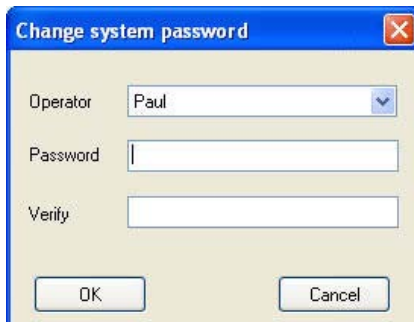 Change system password
Operator Paul
Password
Verify
OK Cancel